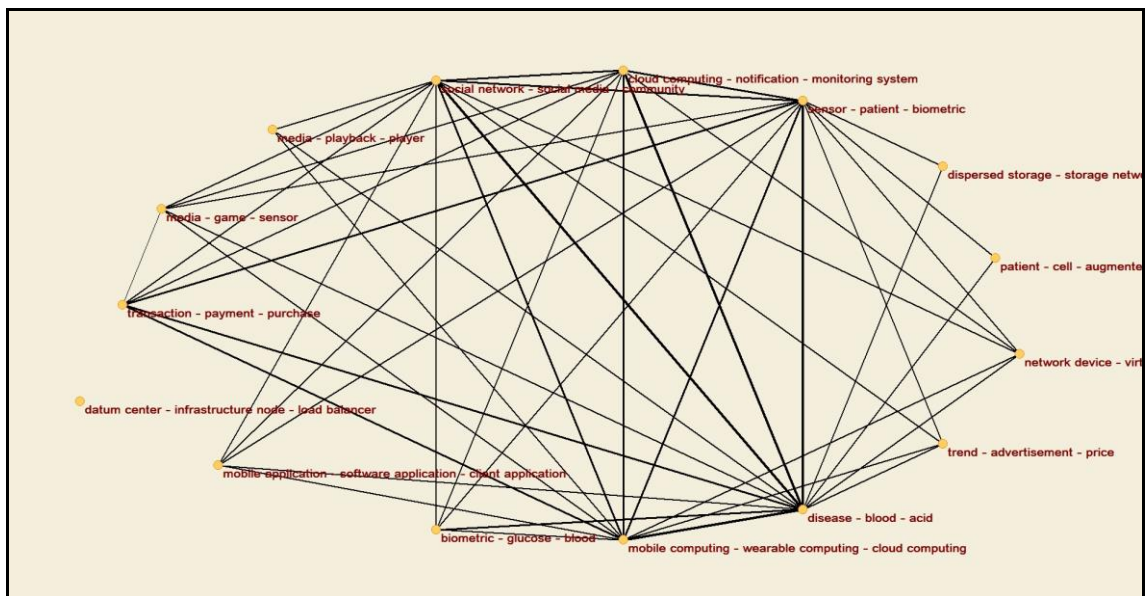 cloud computing - notification - monitoring system
social network - social media - community
sensor - patient - biometric
media - playback - player
dispersed storage - storage netw
media - game - sensor
patient - cell - augmente
transaction - payment - purchase
network device - virt
datum center - infrastructure node - load balancer
trend - advertisement - price
mobile application - software application - client application
disease - blood - acid
biometric - glucose - blood
mobile computing - wearable computing - cloud computing